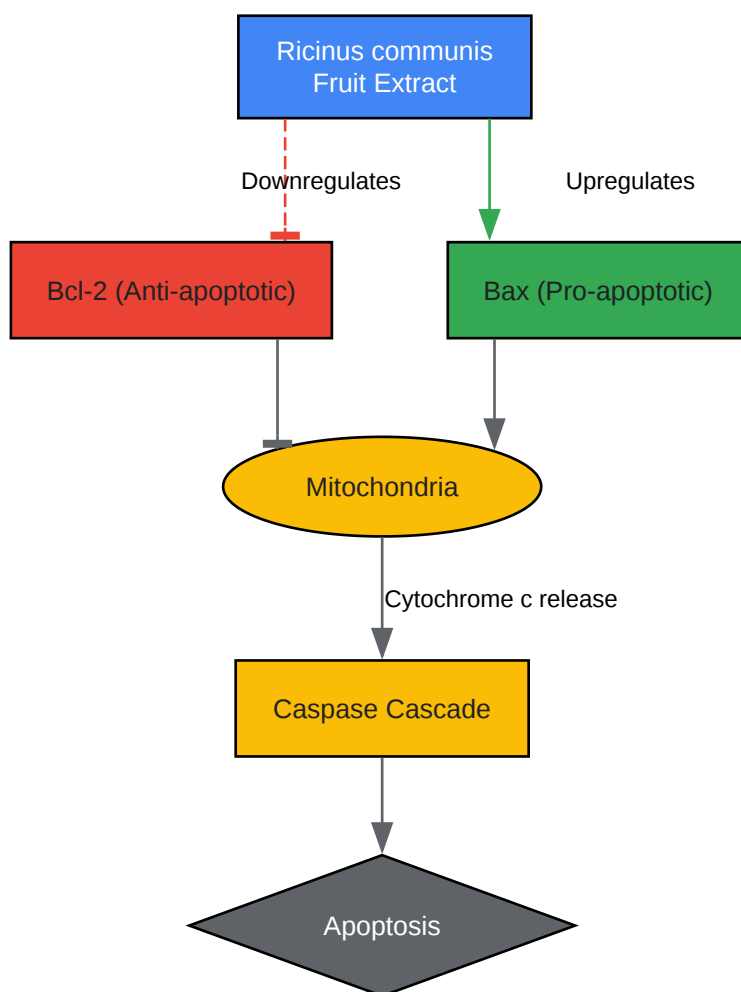 Ricinus communis
Fruit Extract
Downregulates
Upregulates
Bcl-2 (Anti-apoptotic)
Bax (Pro-apoptotic)
Mitochondria
Cytochrome c release
Caspase Cascade
Apoptosis